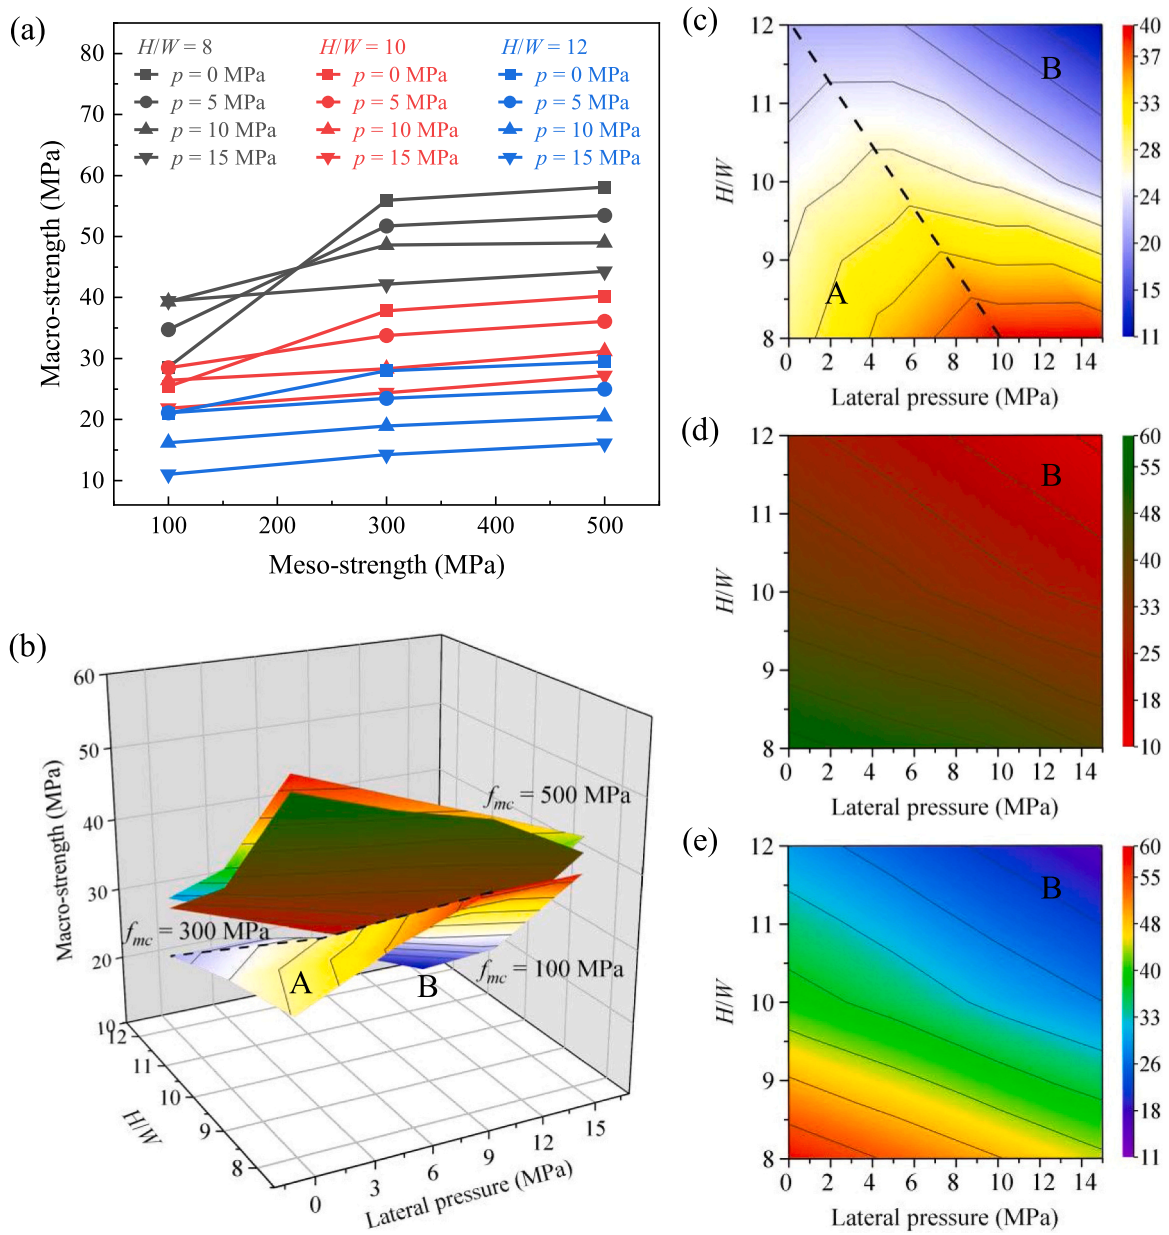 (a)
80
70
60
50
40
30
20
10
Macro-strength (MPa)
H/W = 8
p = 0 MPa
p = 5 MPa
p = 10 MPa
p = 15 MPa
H/W = 10
p = 0 MPa
p = 5 MPa
p = 10 MPa
p = 15 MPa
H/W = 12
p = 0 MPa
p = 5 MPa
p = 10 MPa
p = 15 MPa
100 200 300 400 500
Meso-strength (MPa)
(b)
60
50
40
30
20
10
Macro-strength (MPa)
fmc = 500 MPa
fmc = 300 MPa
fmc = 100 MPa
A
B
12
11
10
9
8
H/W
0 3 6 9 12 15
Lateral pressure (MPa)
(c)
12
11
10
9
8
H/W
A
B
0 2 4 6 8 10 12 14
Lateral pressure (MPa)
40
37
33
29
24
20
15
11
(d)
12
11
10
9
8
H/W
B
0 2 4 6 8 10 12 14
Lateral pressure (MPa)
60
55
48
40
33
25
18
10
(e)
12
11
10
9
8
H/W
B
0 2 4 6 8 10 12 14
Lateral pressure (MPa)
60
55
48
40
33
26
18
11